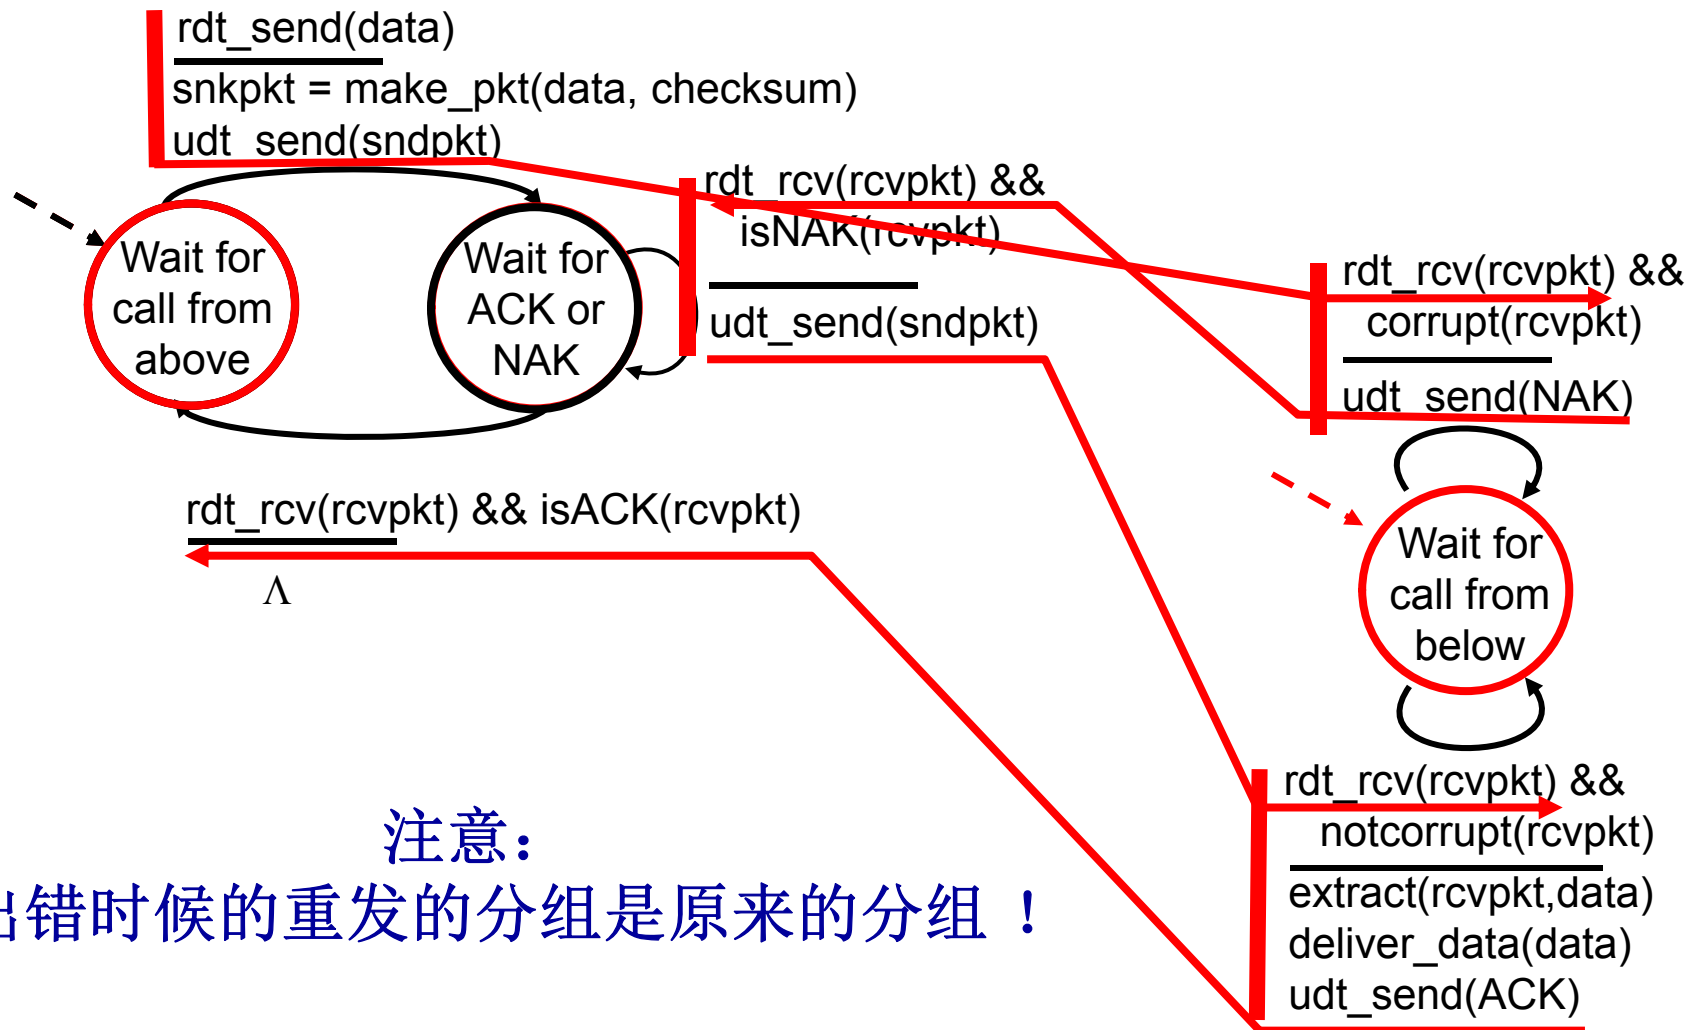 rdt_send(data)
snkpkt = make_pkt(data, checksum)
udt_send(sndpkt)
Wait for
call from
above
Wait for
ACK or
NAK
rdt_rcv(rcvpkt) &&
isNAK(rcvpkt)
udt_send(sndpkt)
rdt_rcv(rcvpkt) && isACK(rcvpkt)
Λ
rdt_rcv(rcvpkt) &&
corrupt(rcvpkt)
udt_send(NAK)
Wait for
call from
below
rdt_rcv(rcvpkt) &&
notcorrupt(rcvpkt)
extract(rcvpkt,data)
deliver_data(data)
udt_send(ACK)
注意：
出错时候的重发的分组是原来的分组！